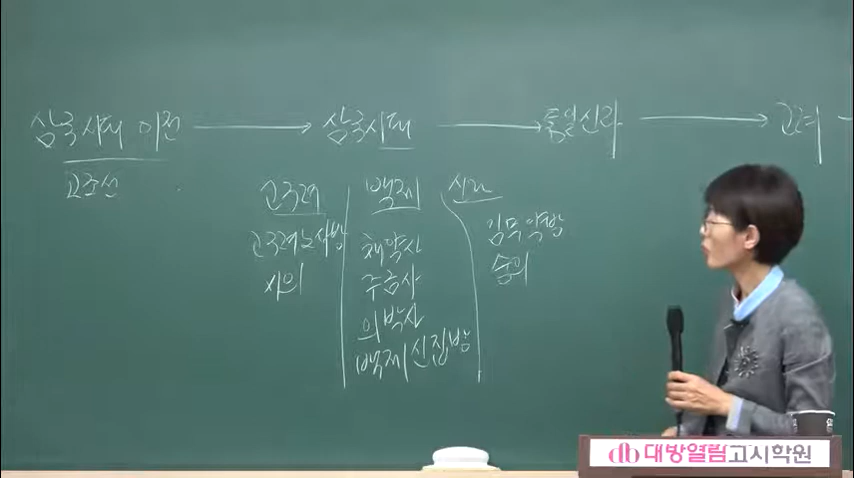 삼국시대 이전 → 삼국시대 → 통일신라 → 고려
고조선
고구려 백제 신라
고구려노사방
시의
채약사
주금사
의박사
백제신집방
김무약방
승의
대방열림고시학원